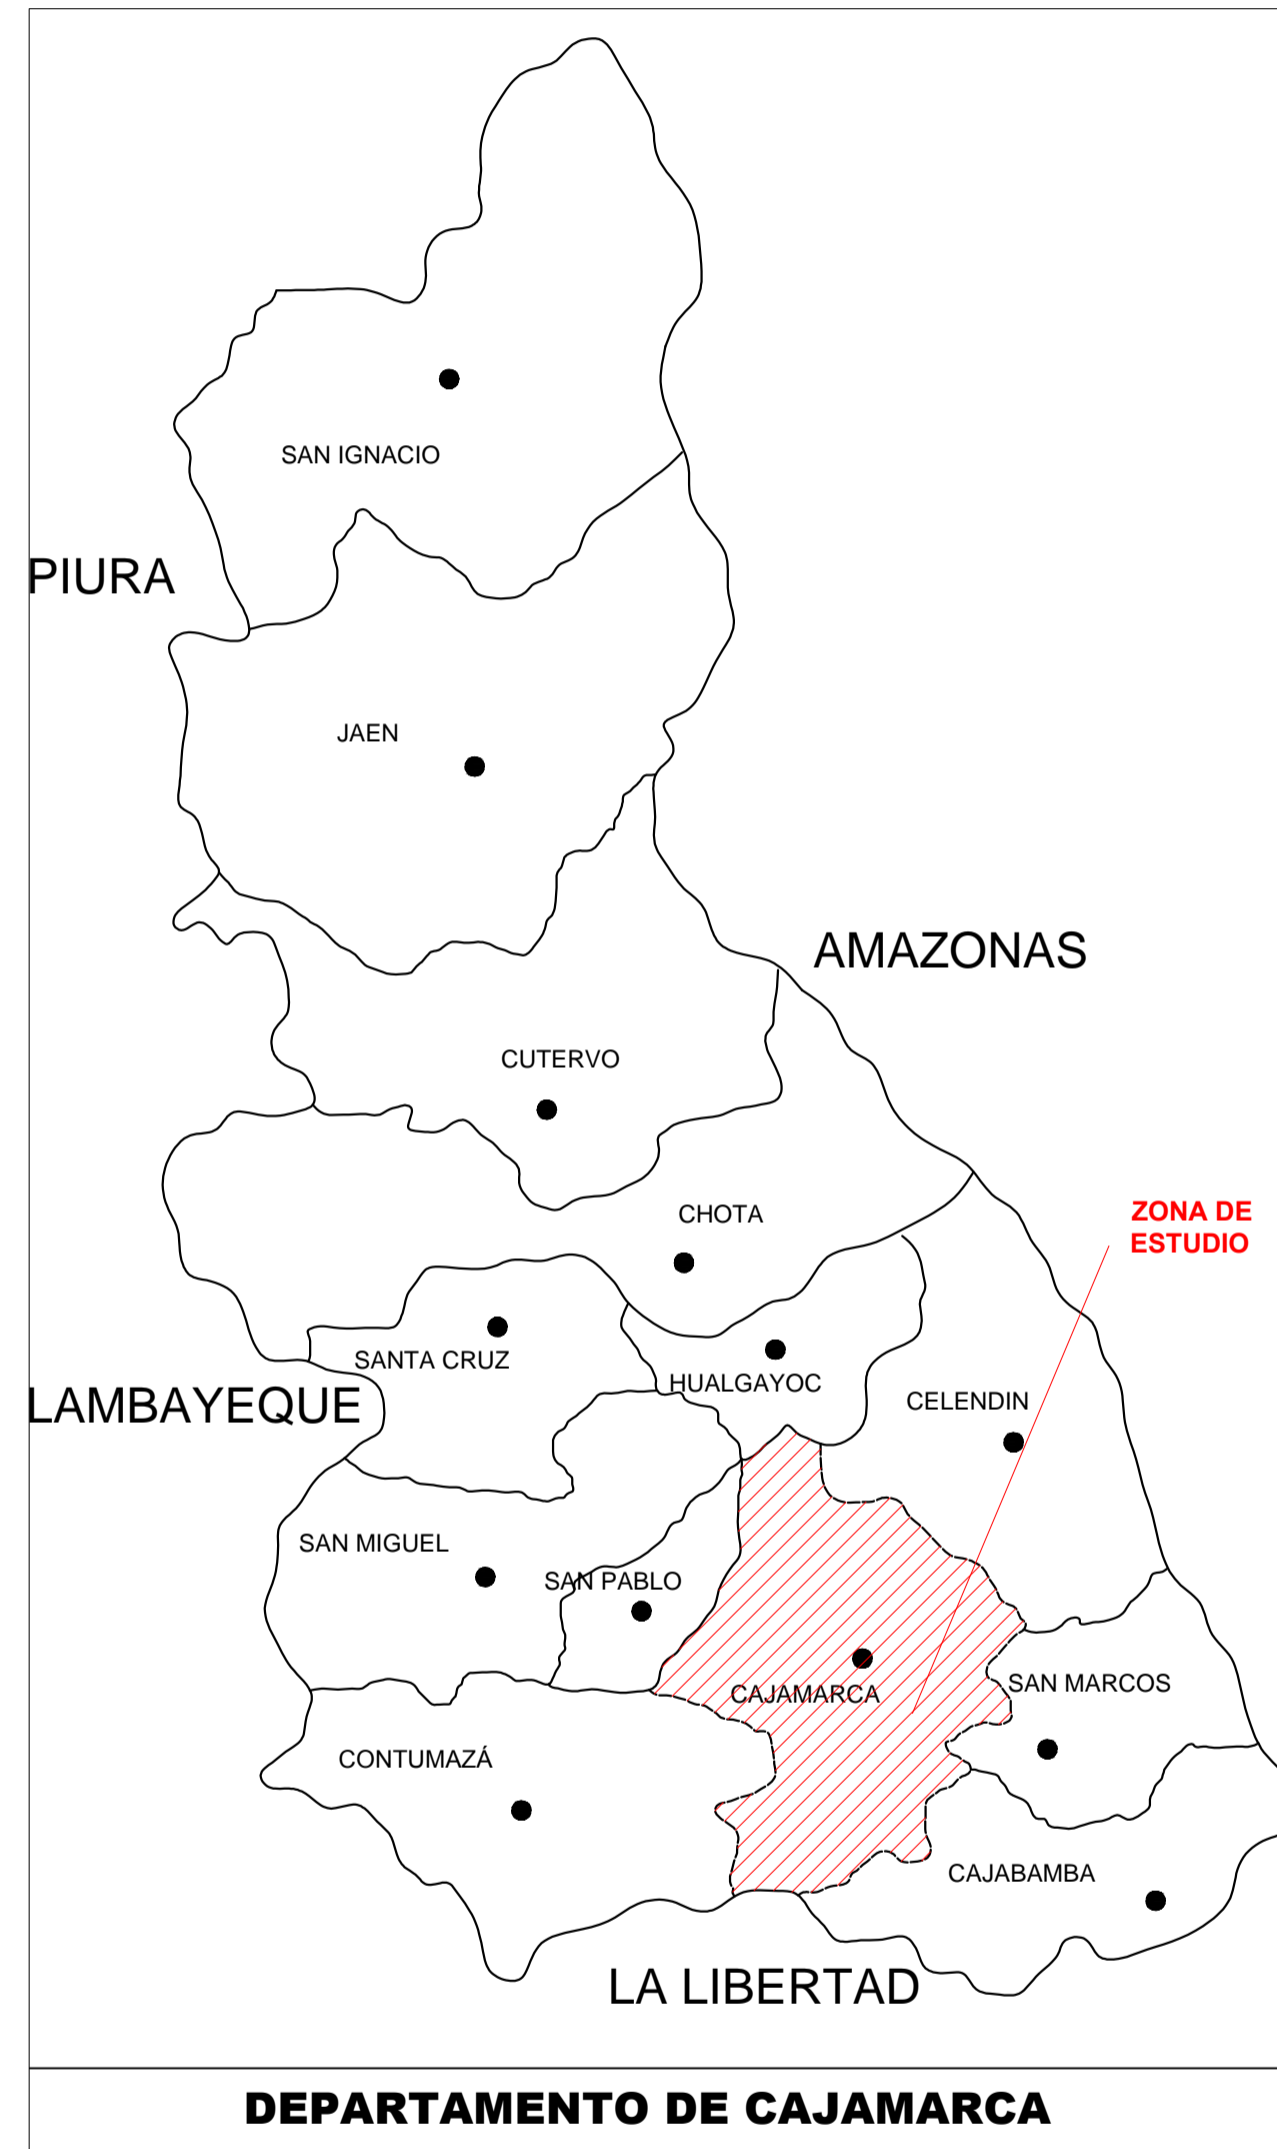 SAN IGNACIO
PIURA
JAEN
AMAZONAS
CUTERVO
CHOTA
ZONA DE
ESTUDIO
SANTA CRUZ
HUALGAYOC
LAMBAYEQUE
CELENDIN
SAN MIGUEL
SAN PABLO
CAJAMARCA
SAN MARCOS
CONTUMAZÁ
CAJABAMBA
LA LIBERTAD
DEPARTAMENTO DE CAJAMARCA